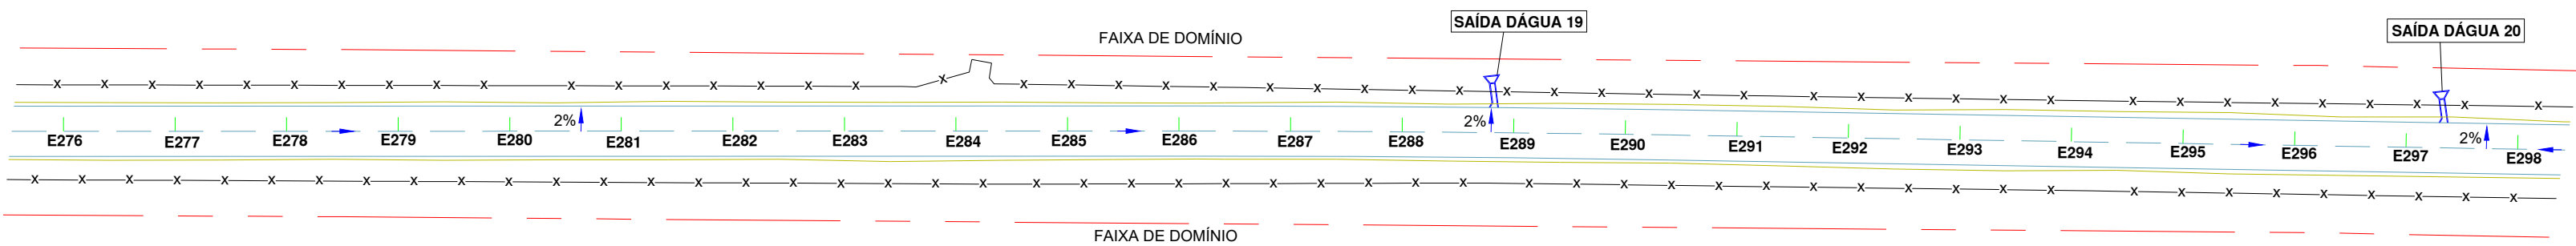 SAÍDA DÁGUA 19
SAÍDA DÁGUA 20
FAIXA DE DOMÍNIO
2%
2%
2%
E276 E277 E278 E279 E280 E281 E282 E283 E284 E285 E286 E287 E288 E289 E290 E291 E292 E293 E294 E295 E296 E297 E298
FAIXA DE DOMÍNIO